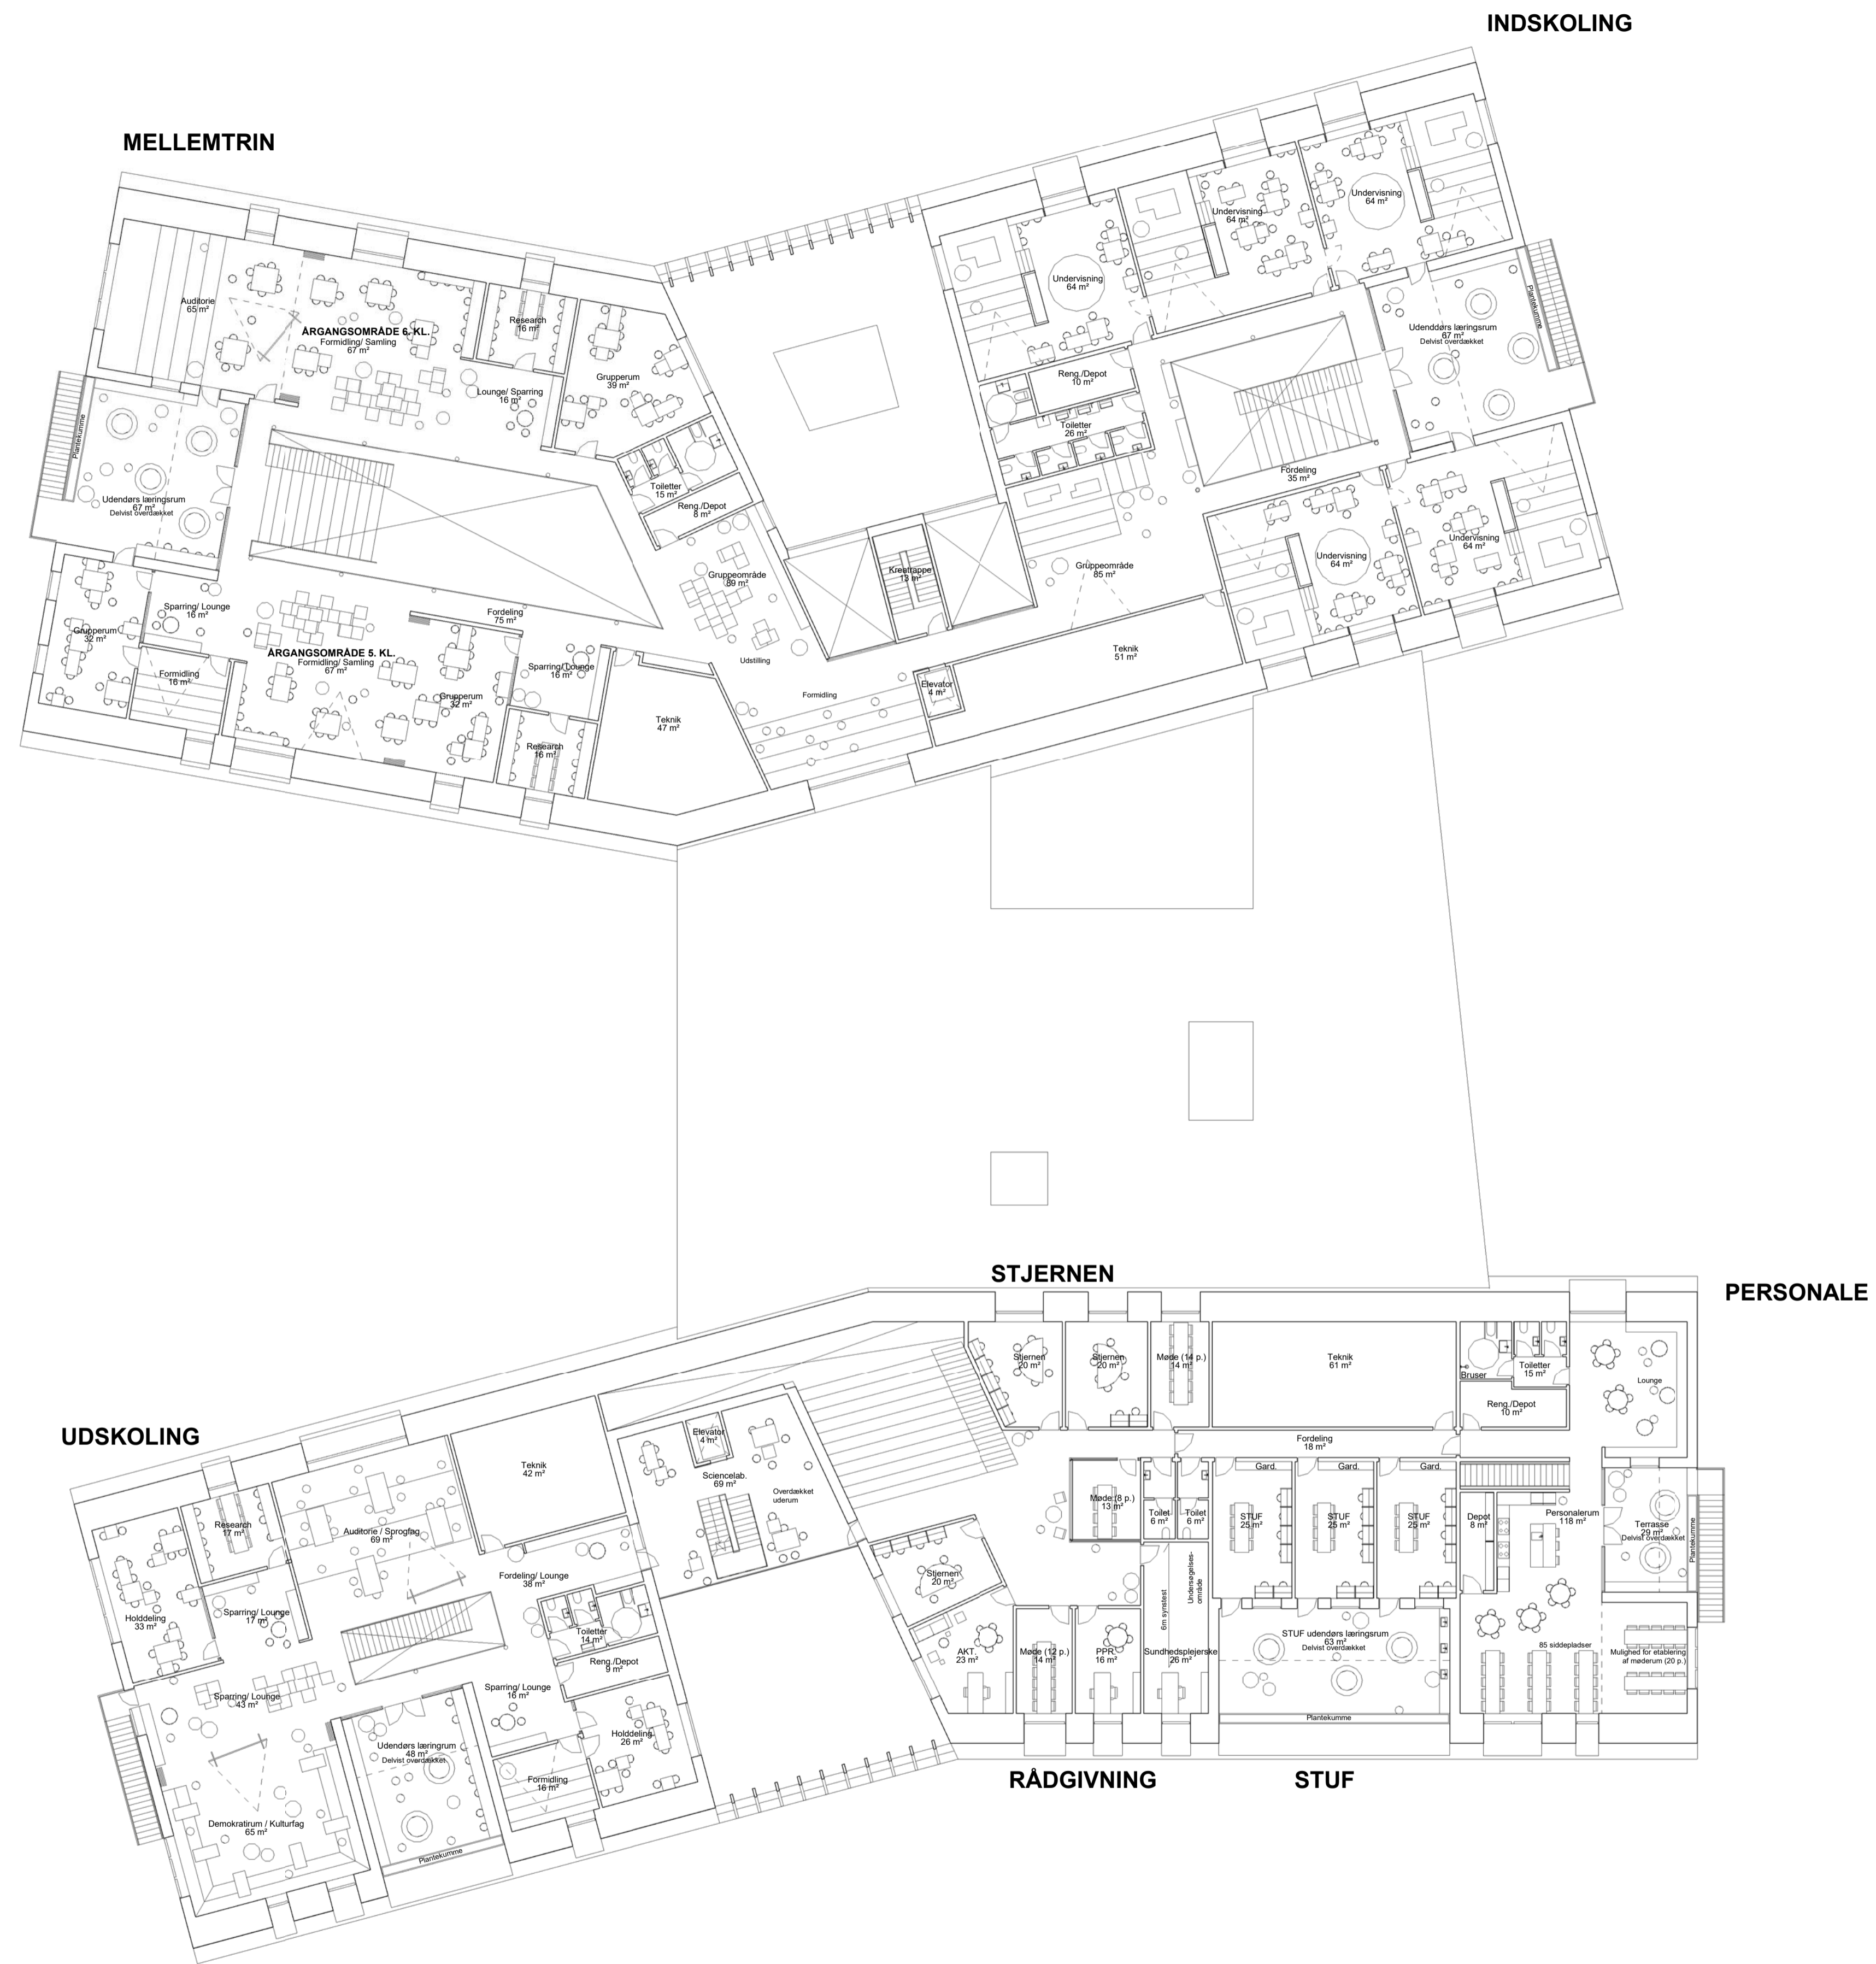 INDSKOLING
MELLEMTRIN
Auditorie
65 m²
ÅRGANGSOMRÅDE 6. KL.
Formidling/ Samling
67 m²
Research
16 m²
Lounge/ Sparring
16 m²
Grupperum
39 m²
Toiletter
15 m²
Reng./Depot
8 m²
Plantekumme
Udendørs læringsrum
67 m²
Delvist overdækket
Grupperum
32 m²
Sparring/ Lounge
16 m²
Formidling
16 m²
ÅRGANGSOMRÅDE 5. KL.
Formidling/ Samling
67 m²
Fordeling
75 m²
Grupperum
32 m²
Sparring/ Lounge
16 m²
Research
16 m²
Teknik
47 m²
Gruppeområde
89 m²
Udstilling
Formidling
Kreatrappe
13 m²
Elevator
4 m²
Undervisning
64 m²
Undervisning
64 m²
Undervisning
64 m²
Reng./Depot
10 m²
Toiletter
26 m²
Udenddørs læringsrum
67 m²
Delvist overdækket
Plantekumme
Fordeling
35 m²
Gruppeområde
85 m²
Undervisning
64 m²
Undervisning
64 m²
Teknik
51 m²
STJERNEN
PERSONALE
Stjernen
20 m²
Stjernen
20 m²
Møde (14 p.)
14 m²
Teknik
61 m²
Bruser
Toiletter
15 m²
Reng./Depot
10 m²
Lounge
Fordeling
18 m²
Møde (8 p.)
13 m²
Toilet
6 m²
Toilet
6 m²
Gard.
Gard.
Gard.
STUF
25 m²
STUF
25 m²
STUF
25 m²
Depot
8 m²
Personalerum
118 m²
Terrasse
29 m²
Delvist overdækket
Plantekumme
Stjernen
20 m²
6m synstest
Undersøgelses-
område
AKT.
23 m²
Møde (12 p.)
14 m²
PPR.
16 m²
Sundhedsplejerske
26 m²
STUF udendørs læringsrum
63 m²
Delvist overdækket
Plantekumme
85 siddepladser
Mulighed for etablering
af møderum (20 p.)
RÅDGIVNING
STUF
UDSKOLING
Elevator
4 m²
Sciencelab.
69 m²
Overdækket
uderum
Teknik
42 m²
Research
17 m²
Auditorie / Sprogfag
69 m²
Fordeling/ Lounge
38 m²
Holddeling
33 m²
Sparring/ Lounge
17 m²
Toiletter
14 m²
Reng./Depot
9 m²
Sparring/ Lounge
43 m²
Sparring/ Lounge
16 m²
Holddeling
26 m²
Udendørs læringrum
48 m²
Delvist overdækket
Formidling
16 m²
Demokratirum / Kulturfag
65 m²
Plantekumme